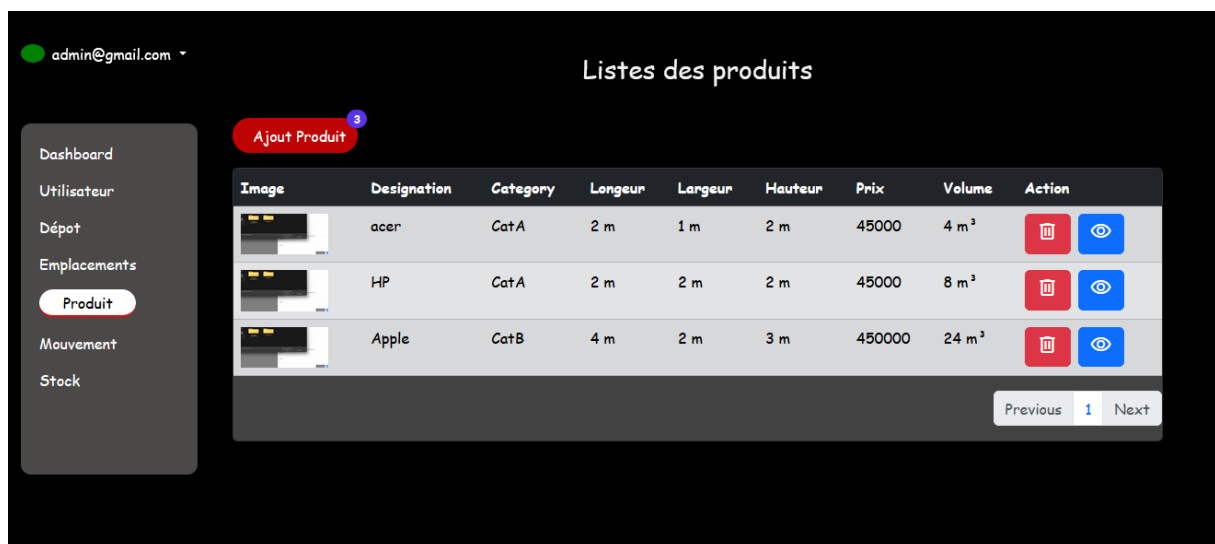 admin@gmail.com
Listes des produits
Ajout Produit 3
Dashboard
Utilisateur
Dépot
Emplacements
Produit
Mouvement
Stock
Image Designation Category Longeur Largeur Hauteur Prix Volume Action
acer CatA 2 m 1 m 2 m 45000 4 m³
HP CatA 2 m 2 m 2 m 45000 8 m³
Apple CatB 4 m 2 m 3 m 450000 24 m³
Previous 1 Next